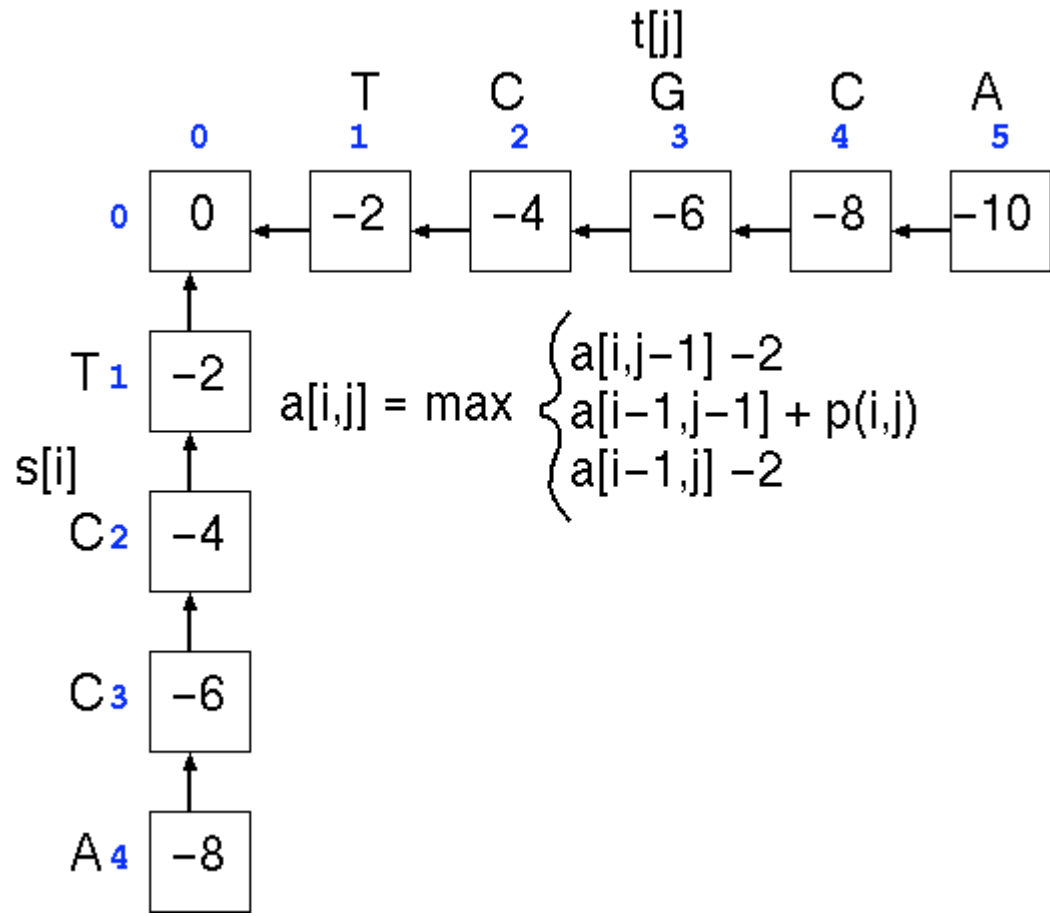 t[j]
T C G C A
0 1 2 3 4 5
0 0 −2 −4 −6 −8 −10
a[i,j−1] −2
T 1 −2 a[i,j] = max a[i−1,j−1] + p(i,j)
a[i−1,j] −2
s[i]
C 2 −4
C 3 −6
A 4 −8